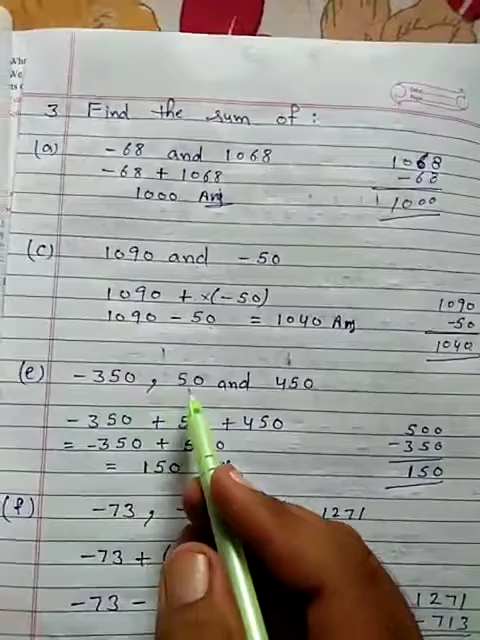 3 Find the sum of :
(a) -68 and 1068
-68 + 1068
1000 Ans
1068
-68
1000
(C) 1090 and -50
1090 + ×(-50)
1090 - 50 = 1040 Ans
1090
-50
1040
(e) -350, 50 and 450
-350 + + 450
= -350 +
= 150
500
-350
150
(f) -73, 1271
-73 + (
-73 -
1271
-713